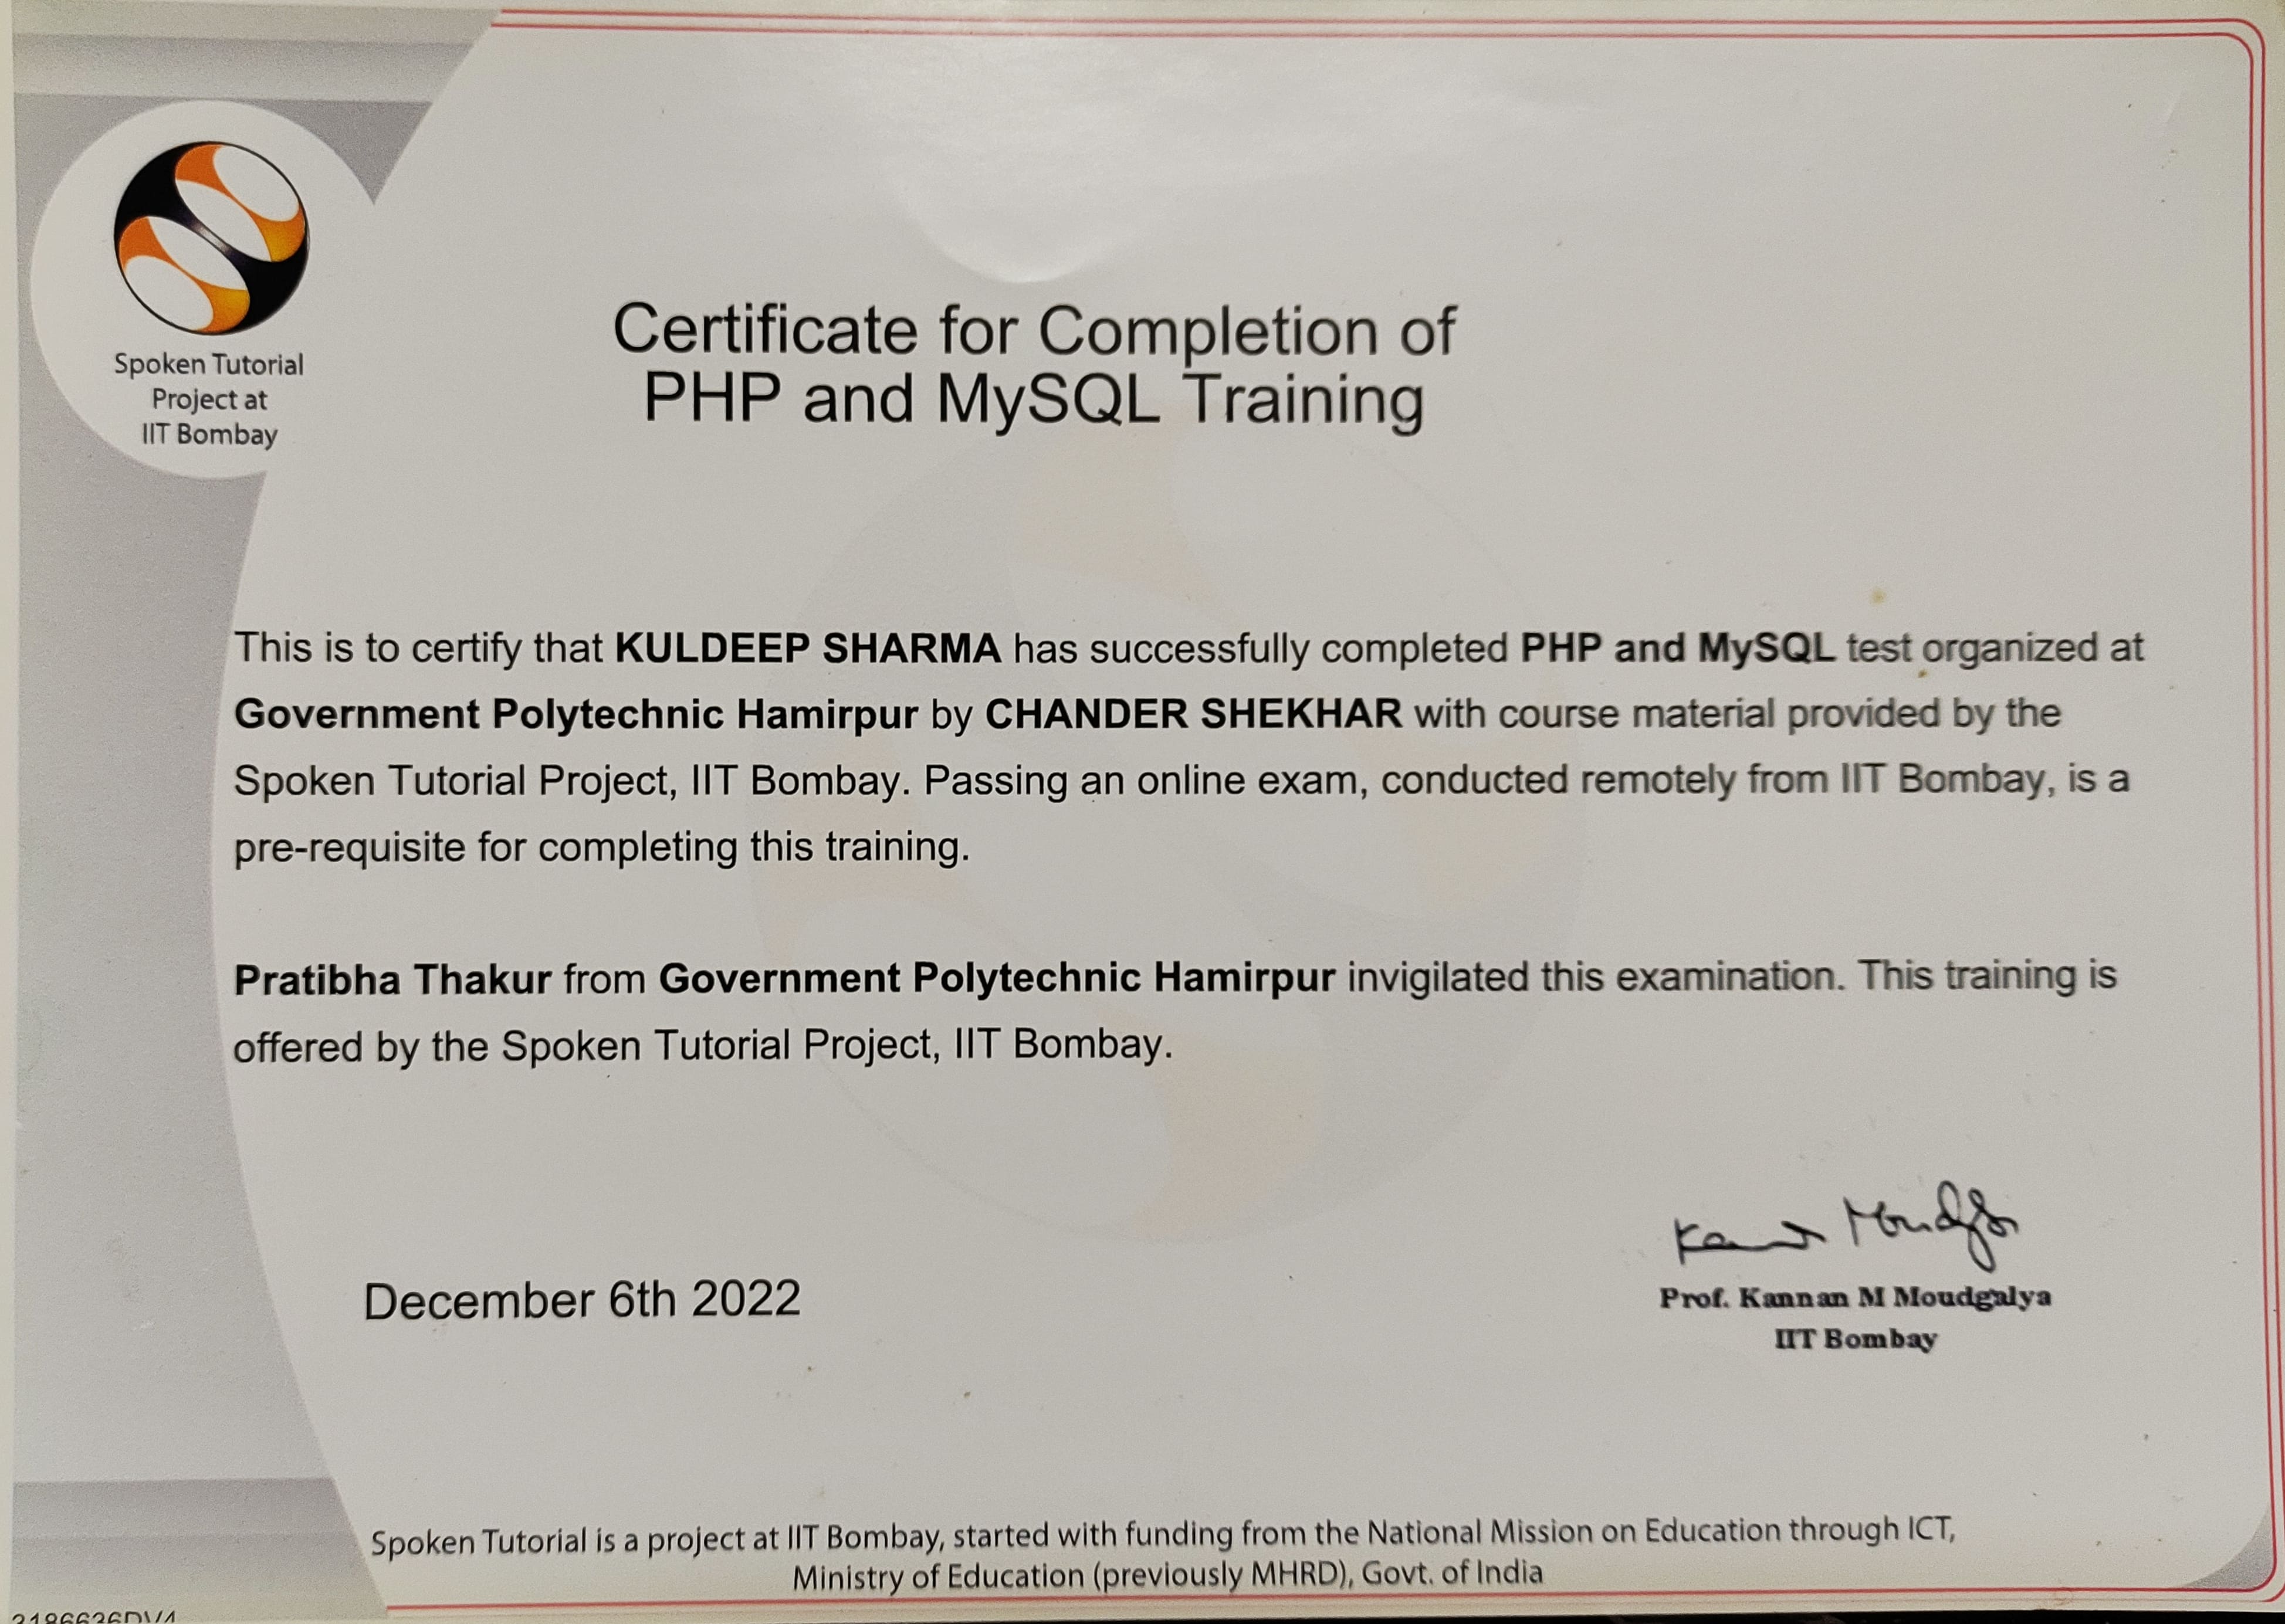 Spoken Tutorial
Project at
IIT Bombay
Certificate for Completion of
PHP and MySQL Training
This is to certify that KULDEEP SHARMA has successfully completed PHP and MySQL test organized at
Government Polytechnic Hamirpur by CHANDER SHEKHAR with course material provided by the
Spoken Tutorial Project, IIT Bombay. Passing an online exam, conducted remotely from IIT Bombay, is a
pre-requisite for completing this training.
Pratibha Thakur from Government Polytechnic Hamirpur invigilated this examination. This training is
offered by the Spoken Tutorial Project, IIT Bombay.
December 6th 2022
Prof. Kannan M Moudgalya
IIT Bombay
Spoken Tutorial is a project at IIT Bombay, started with funding from the National Mission on Education through ICT,
Ministry of Education (previously MHRD), Govt. of India